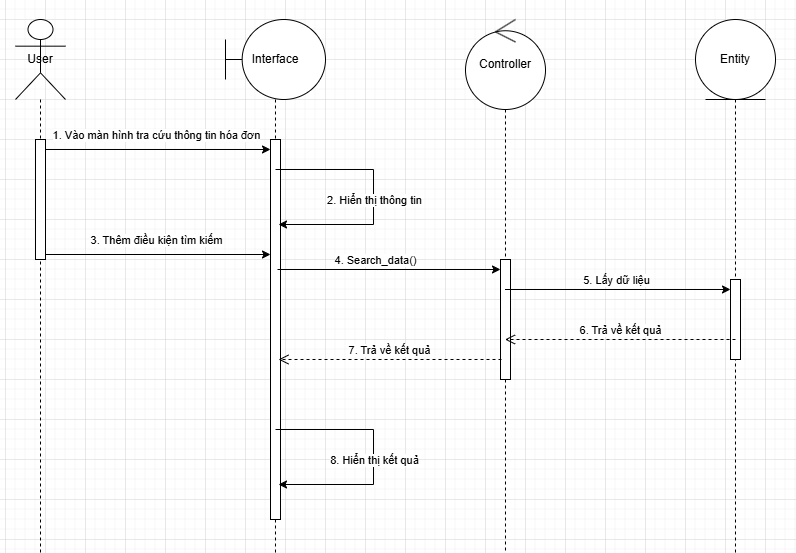 User
Interface
Controller
Entity
1. Vào màn hình tra cứu thông tin hóa đơn
2. Hiển thị thông tin
3. Thêm điều kiện tìm kiếm
4. Search_data()
5. Lấy dữ liệu
6. Trả về kết quả
7. Trả về kết quả
8. Hiển thị kết quả